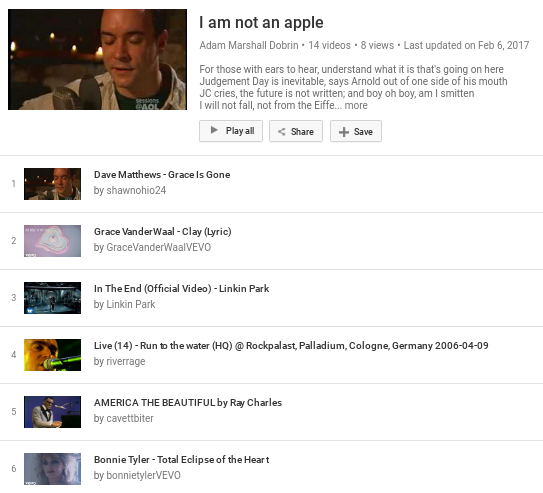 I am not an apple
Adam Marshall Dobrin • 14 videos • 8 views • Last updated on Feb 6, 2017
For those with ears to hear, understand what it is that's going on here
Judgement Day is inevitable, says Arnold out of one side of his mouth
JC cries, the future is not written; and boy oh boy, am I smitten
I will not fall, not from the Eiffe... more
sessions
@AOL
Play all Share Save
1 Dave Matthews - Grace Is Gone
by shawnohio24
2 Grace VanderWaal - Clay (Lyric)
by GraceVanderWaalVEVO
3 In The End (Official Video) - Linkin Park
by Linkin Park
4 Live (14) - Run to the water (HQ) @ Rockpalast, Palladium, Cologne, Germany 2006-04-09
by riverrage
5 AMERICA THE BEAUTIFUL by Ray Charles
by cavettbiter
6 Bonnie Tyler - Total Eclipse of the Heart
by bonnietylerVEVO